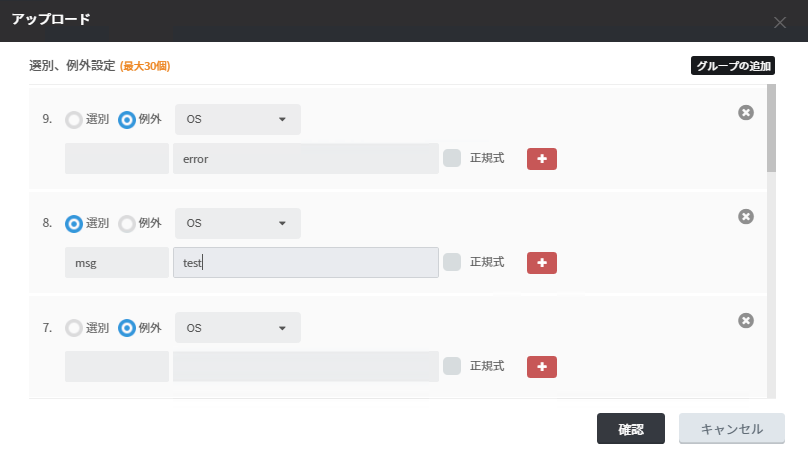 アップロード
選別、例外設定 (最大30個) グループの追加
9. 選別 例外 OS
error 正規式
8. 選別 例外 OS
msg test 正規式
7. 選別 例外 OS
正規式
確認 キャンセル